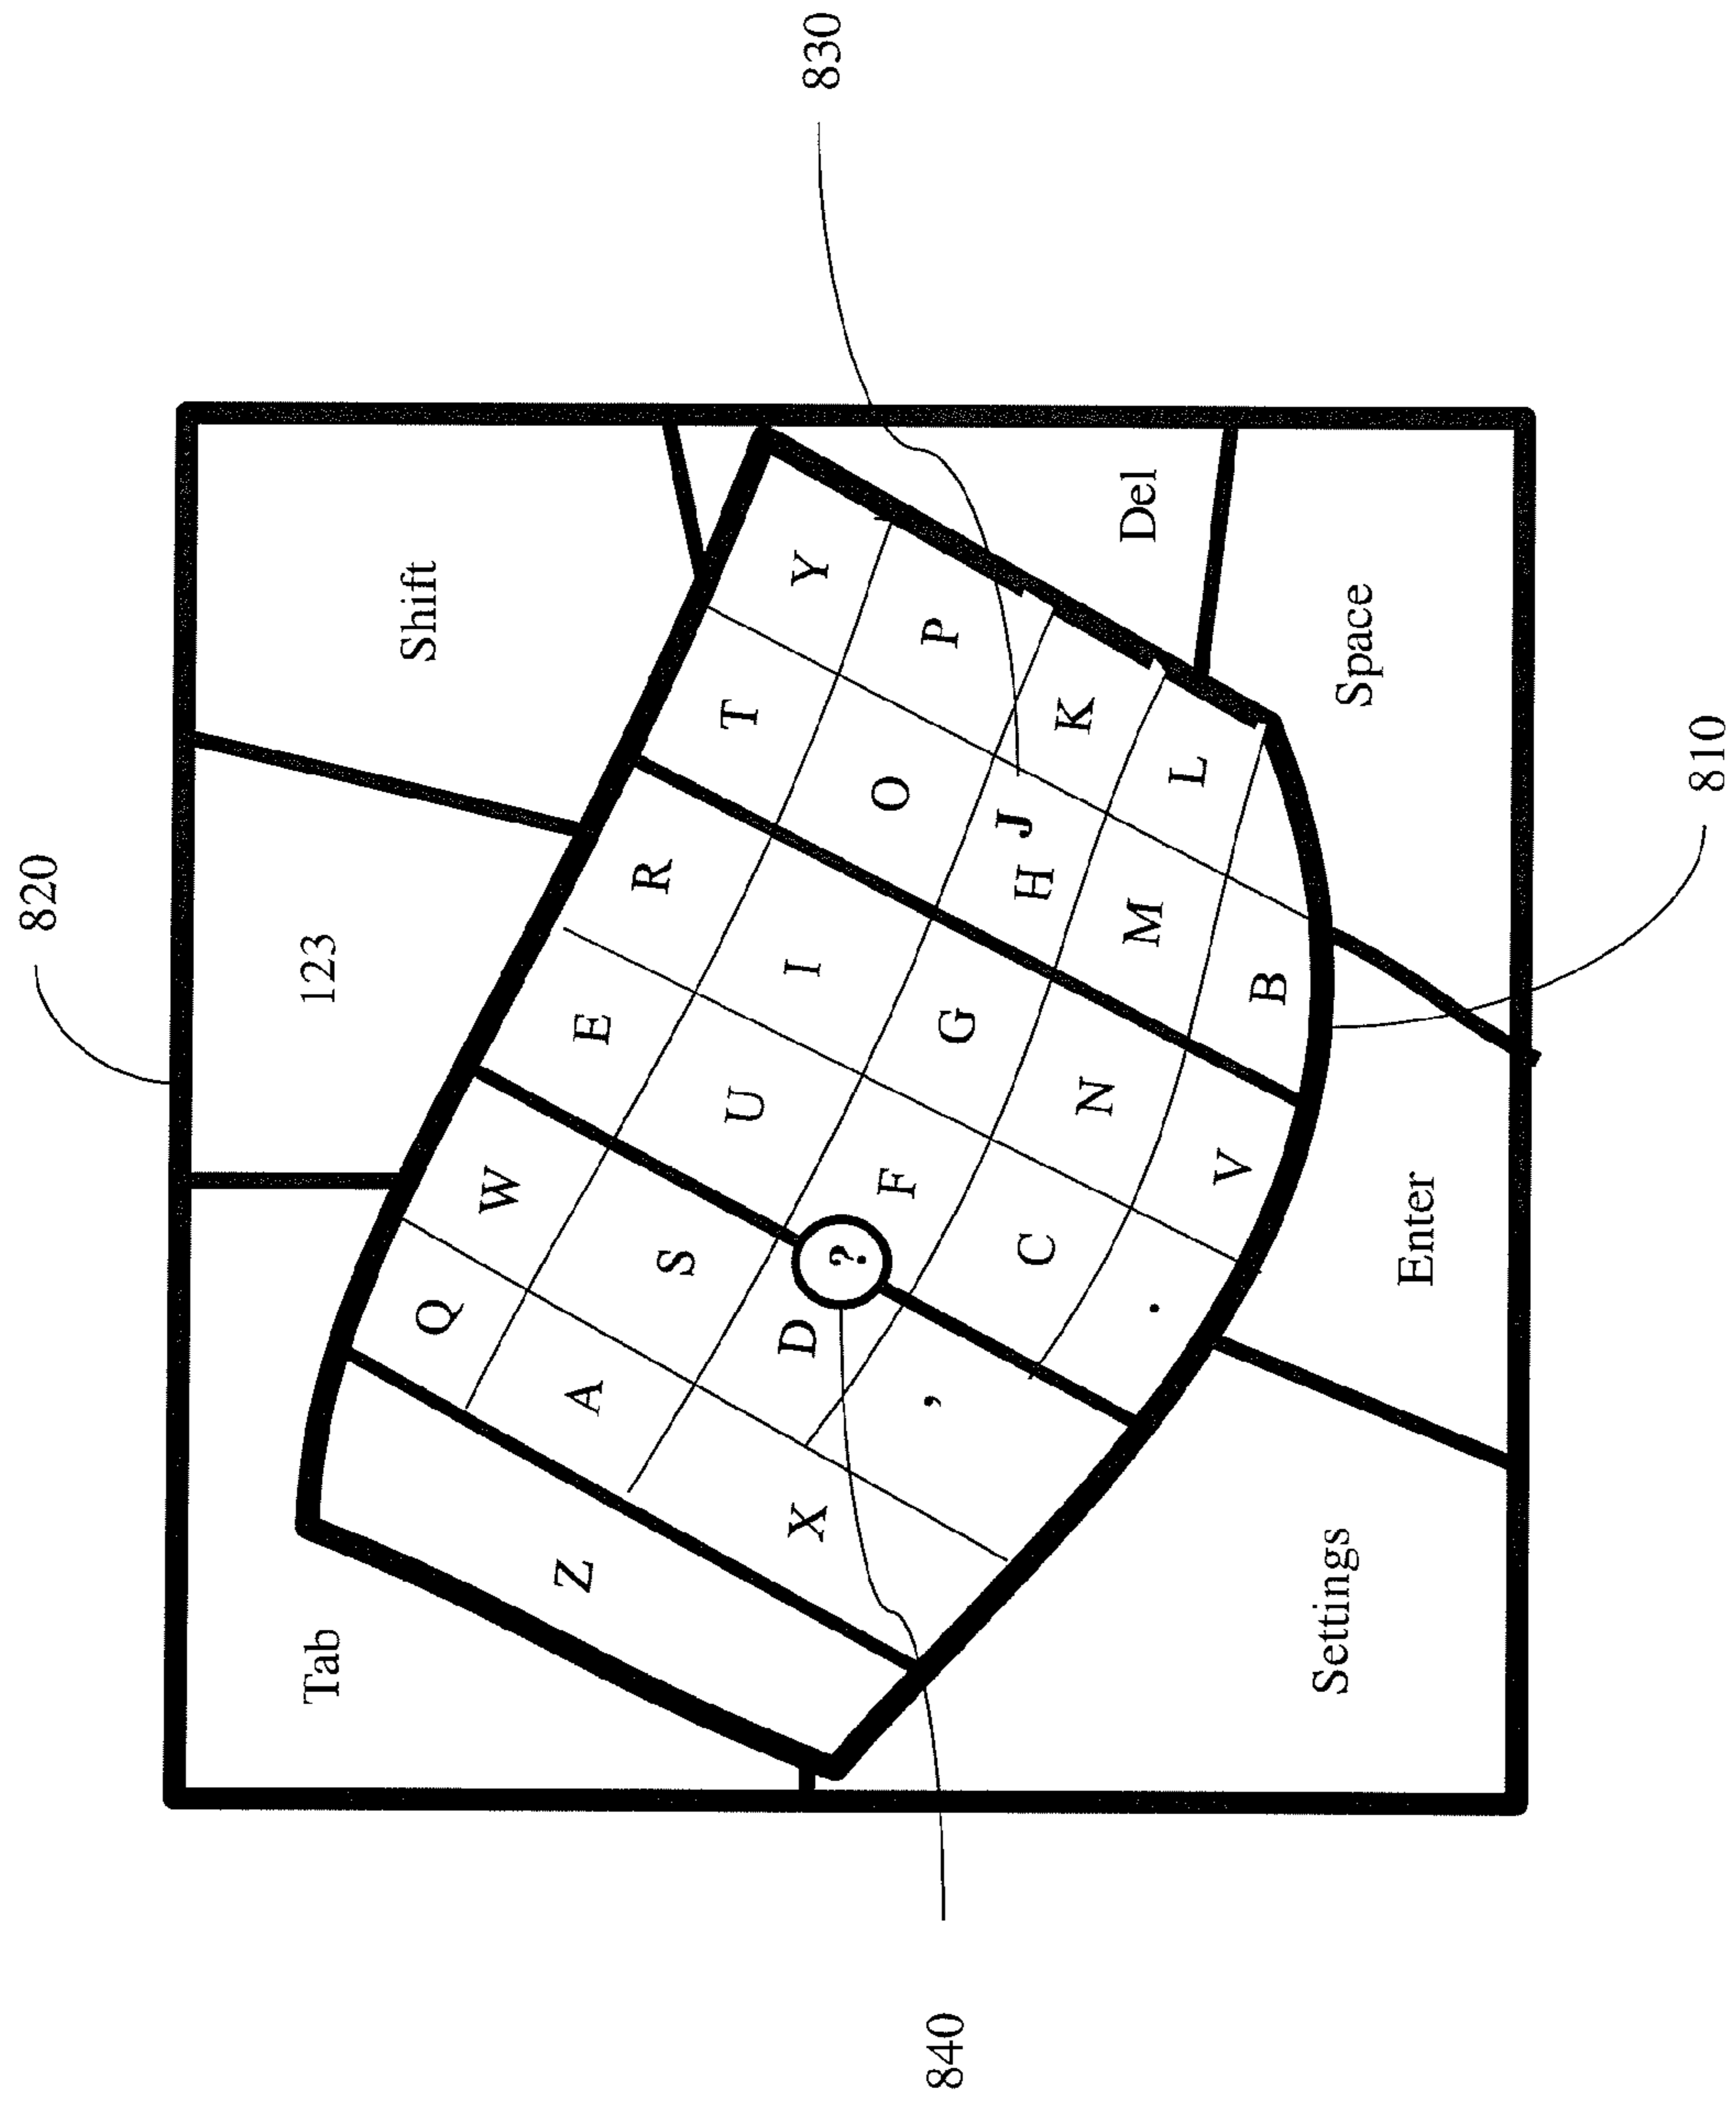 820
Tab 123 Shift
Q W E R T Y
830
Z A S U I O P
X D ? F G H J K
840
, C N M L
Del
. V B
Settings Enter Space
810